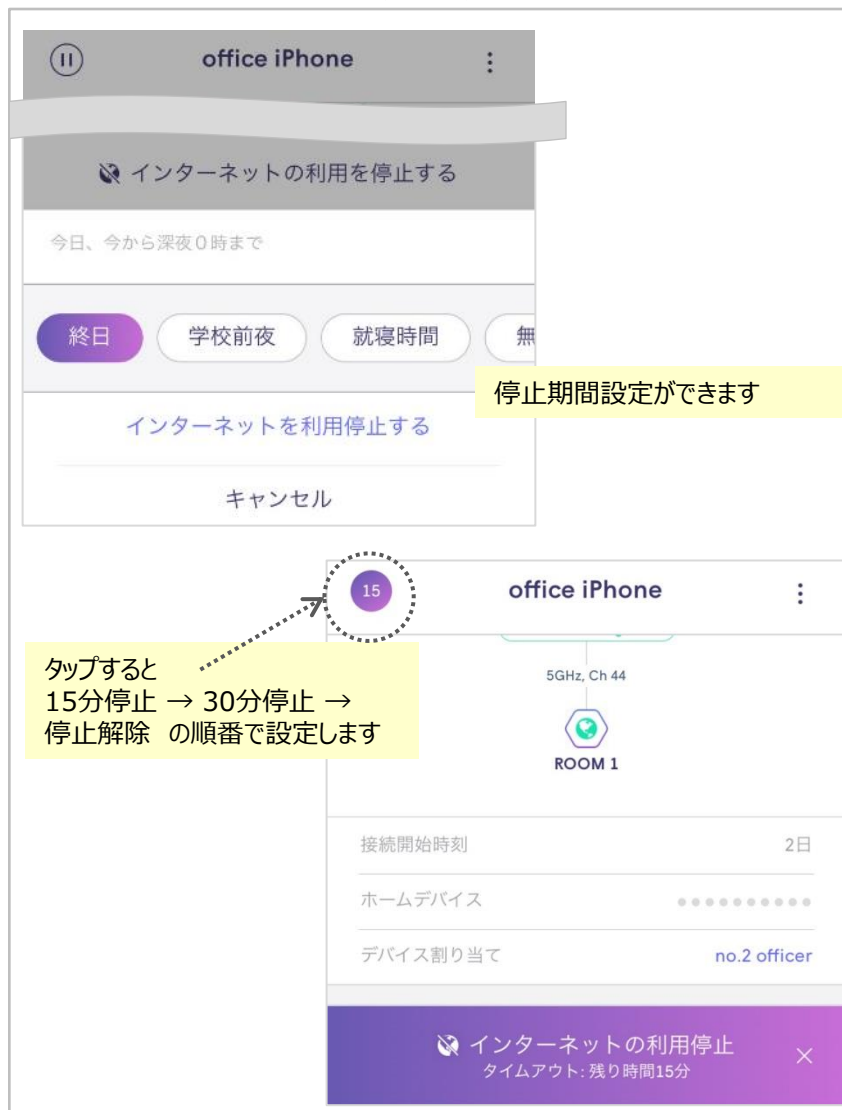 office iPhone
インターネットの利用を停止する
今日、今から深夜0時まで
終日 学校前夜 就寝時間 無
停止期間設定ができます
インターネットを利用停止する
キャンセル
15 office iPhone
タップすると
15分停止 → 30分停止 →
停止解除 の順番で設定します
5GHz, Ch 44
ROOM 1
接続開始時刻 2日
ホームデバイス ●●●●●●●●●●
デバイス割り当て no.2 officer
インターネットの利用停止
タイムアウト: 残り時間15分